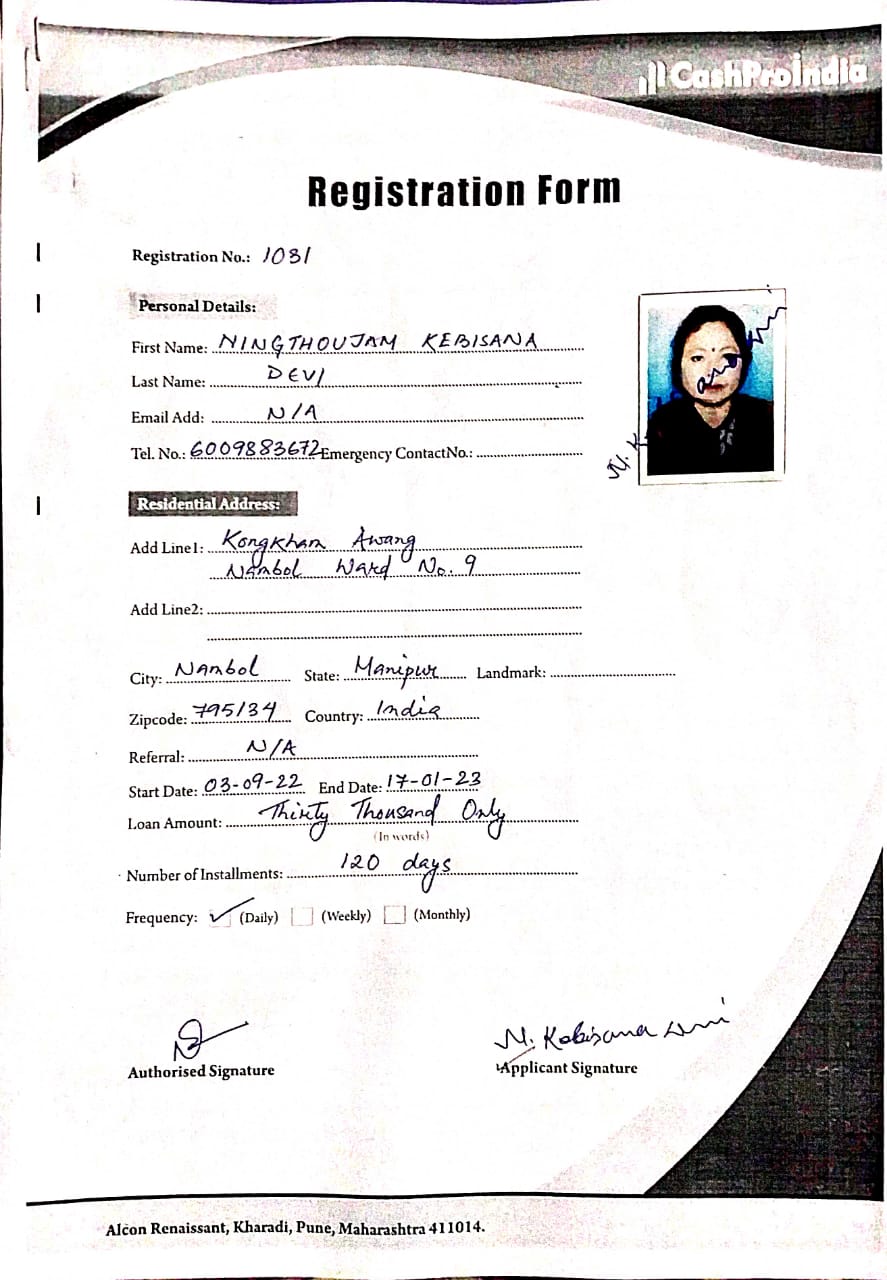 CashProIndia
Registration Form
Registration No.: 1031
Personal Details:
First Name: NINGTHOUJAM KEBISANA
Last Name: DEVI
Email Add: N/A
Tel. No.: 6009883672 Emergency ContactNo.:
Residential Address:
Add Line1: Kongkham Awang
Nambol Ward No. 9
Add Line2:
City: Nambol State: Manipur Landmark:
Zipcode: 795134 Country: India
Referral: N/A
Start Date: 03-09-22 End Date: 17-01-23
Loan Amount: Thirty Thousand Only
(In words)
Number of Installments: 120 days
Frequency: ✓ (Daily) (Weekly) (Monthly)
N. Kebisana Devi
Authorised Signature Applicant Signature
Alcon Renaissant, Kharadi, Pune, Maharashtra 411014.